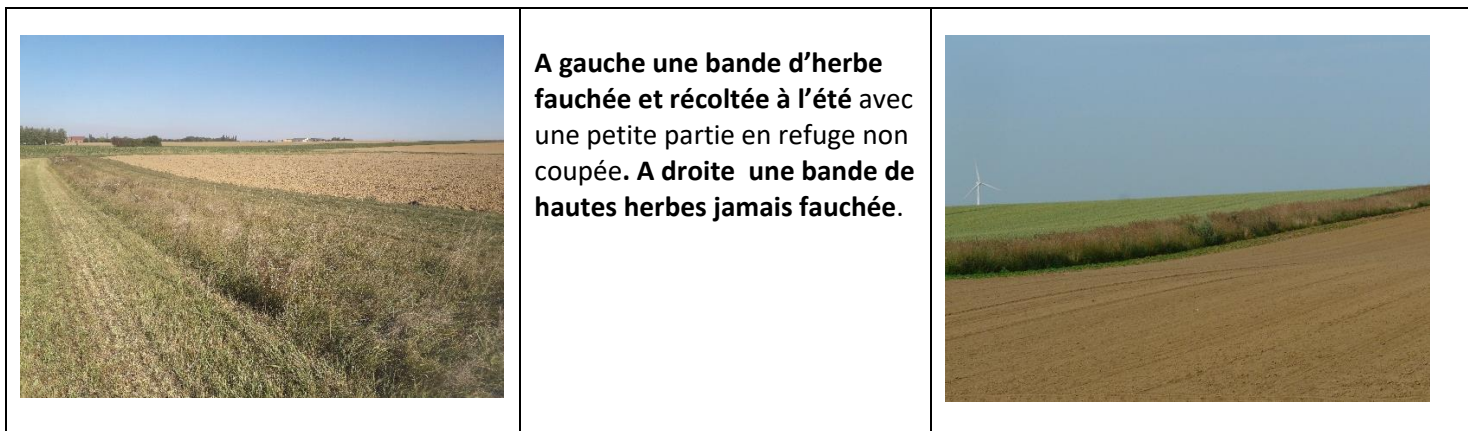 A gauche une bande d’herbe
fauchée et récoltée à l’été avec
une petite partie en refuge non
coupée. A droite  une bande de
hautes herbes jamais fauchée.